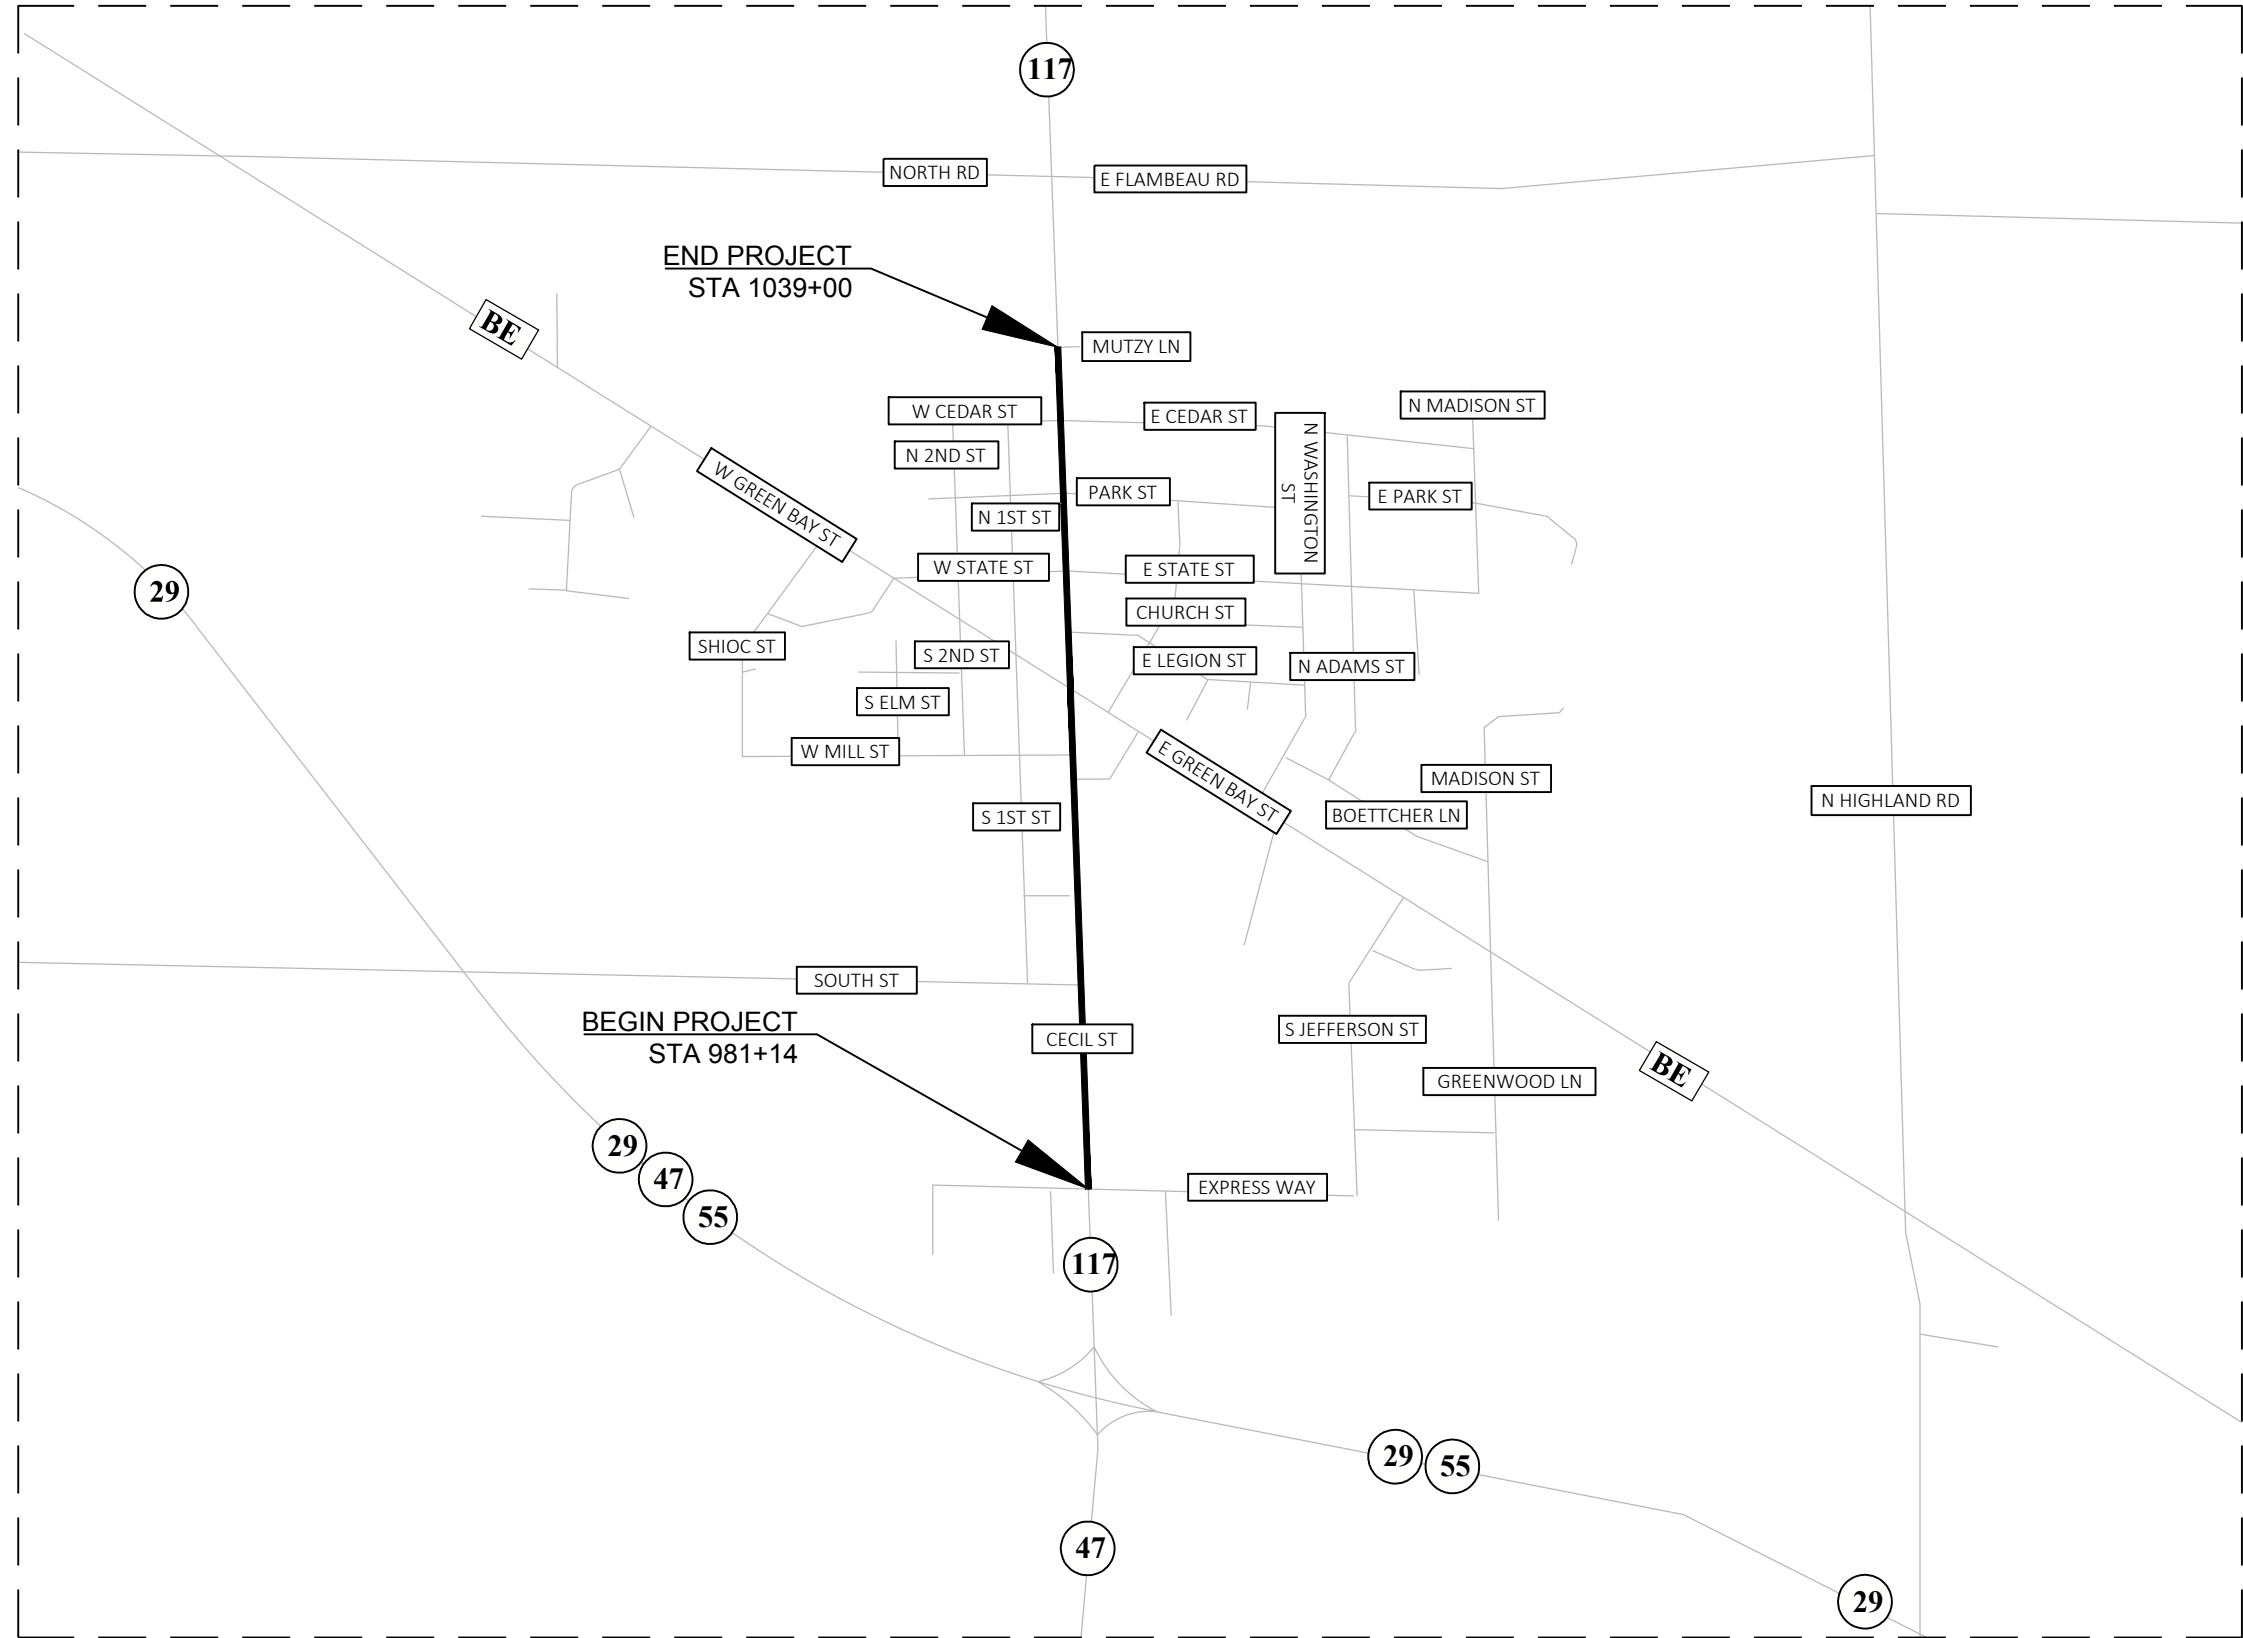 117
NORTH RD
E FLAMBEAU RD
END PROJECT
STA 1039+00
BE
MUTZY LN
W CEDAR ST
E CEDAR ST
N MADISON ST
N 2ND ST
W GREEN BAY ST
N WASHINGTON
ST
PARK ST
E PARK ST
N 1ST ST
W STATE ST
E STATE ST
29
CHURCH ST
SHIOC ST
S 2ND ST
E LEGION ST
N ADAMS ST
S ELM ST
W MILL ST
E GREEN BAY ST
MADISON ST
N HIGHLAND RD
S 1ST ST
BOETTCHER LN
SOUTH ST
BEGIN PROJECT
STA 981+14
CECIL ST
S JEFFERSON ST
BE
GREENWOOD LN
29
47
55
EXPRESS WAY
117
29
55
47
29